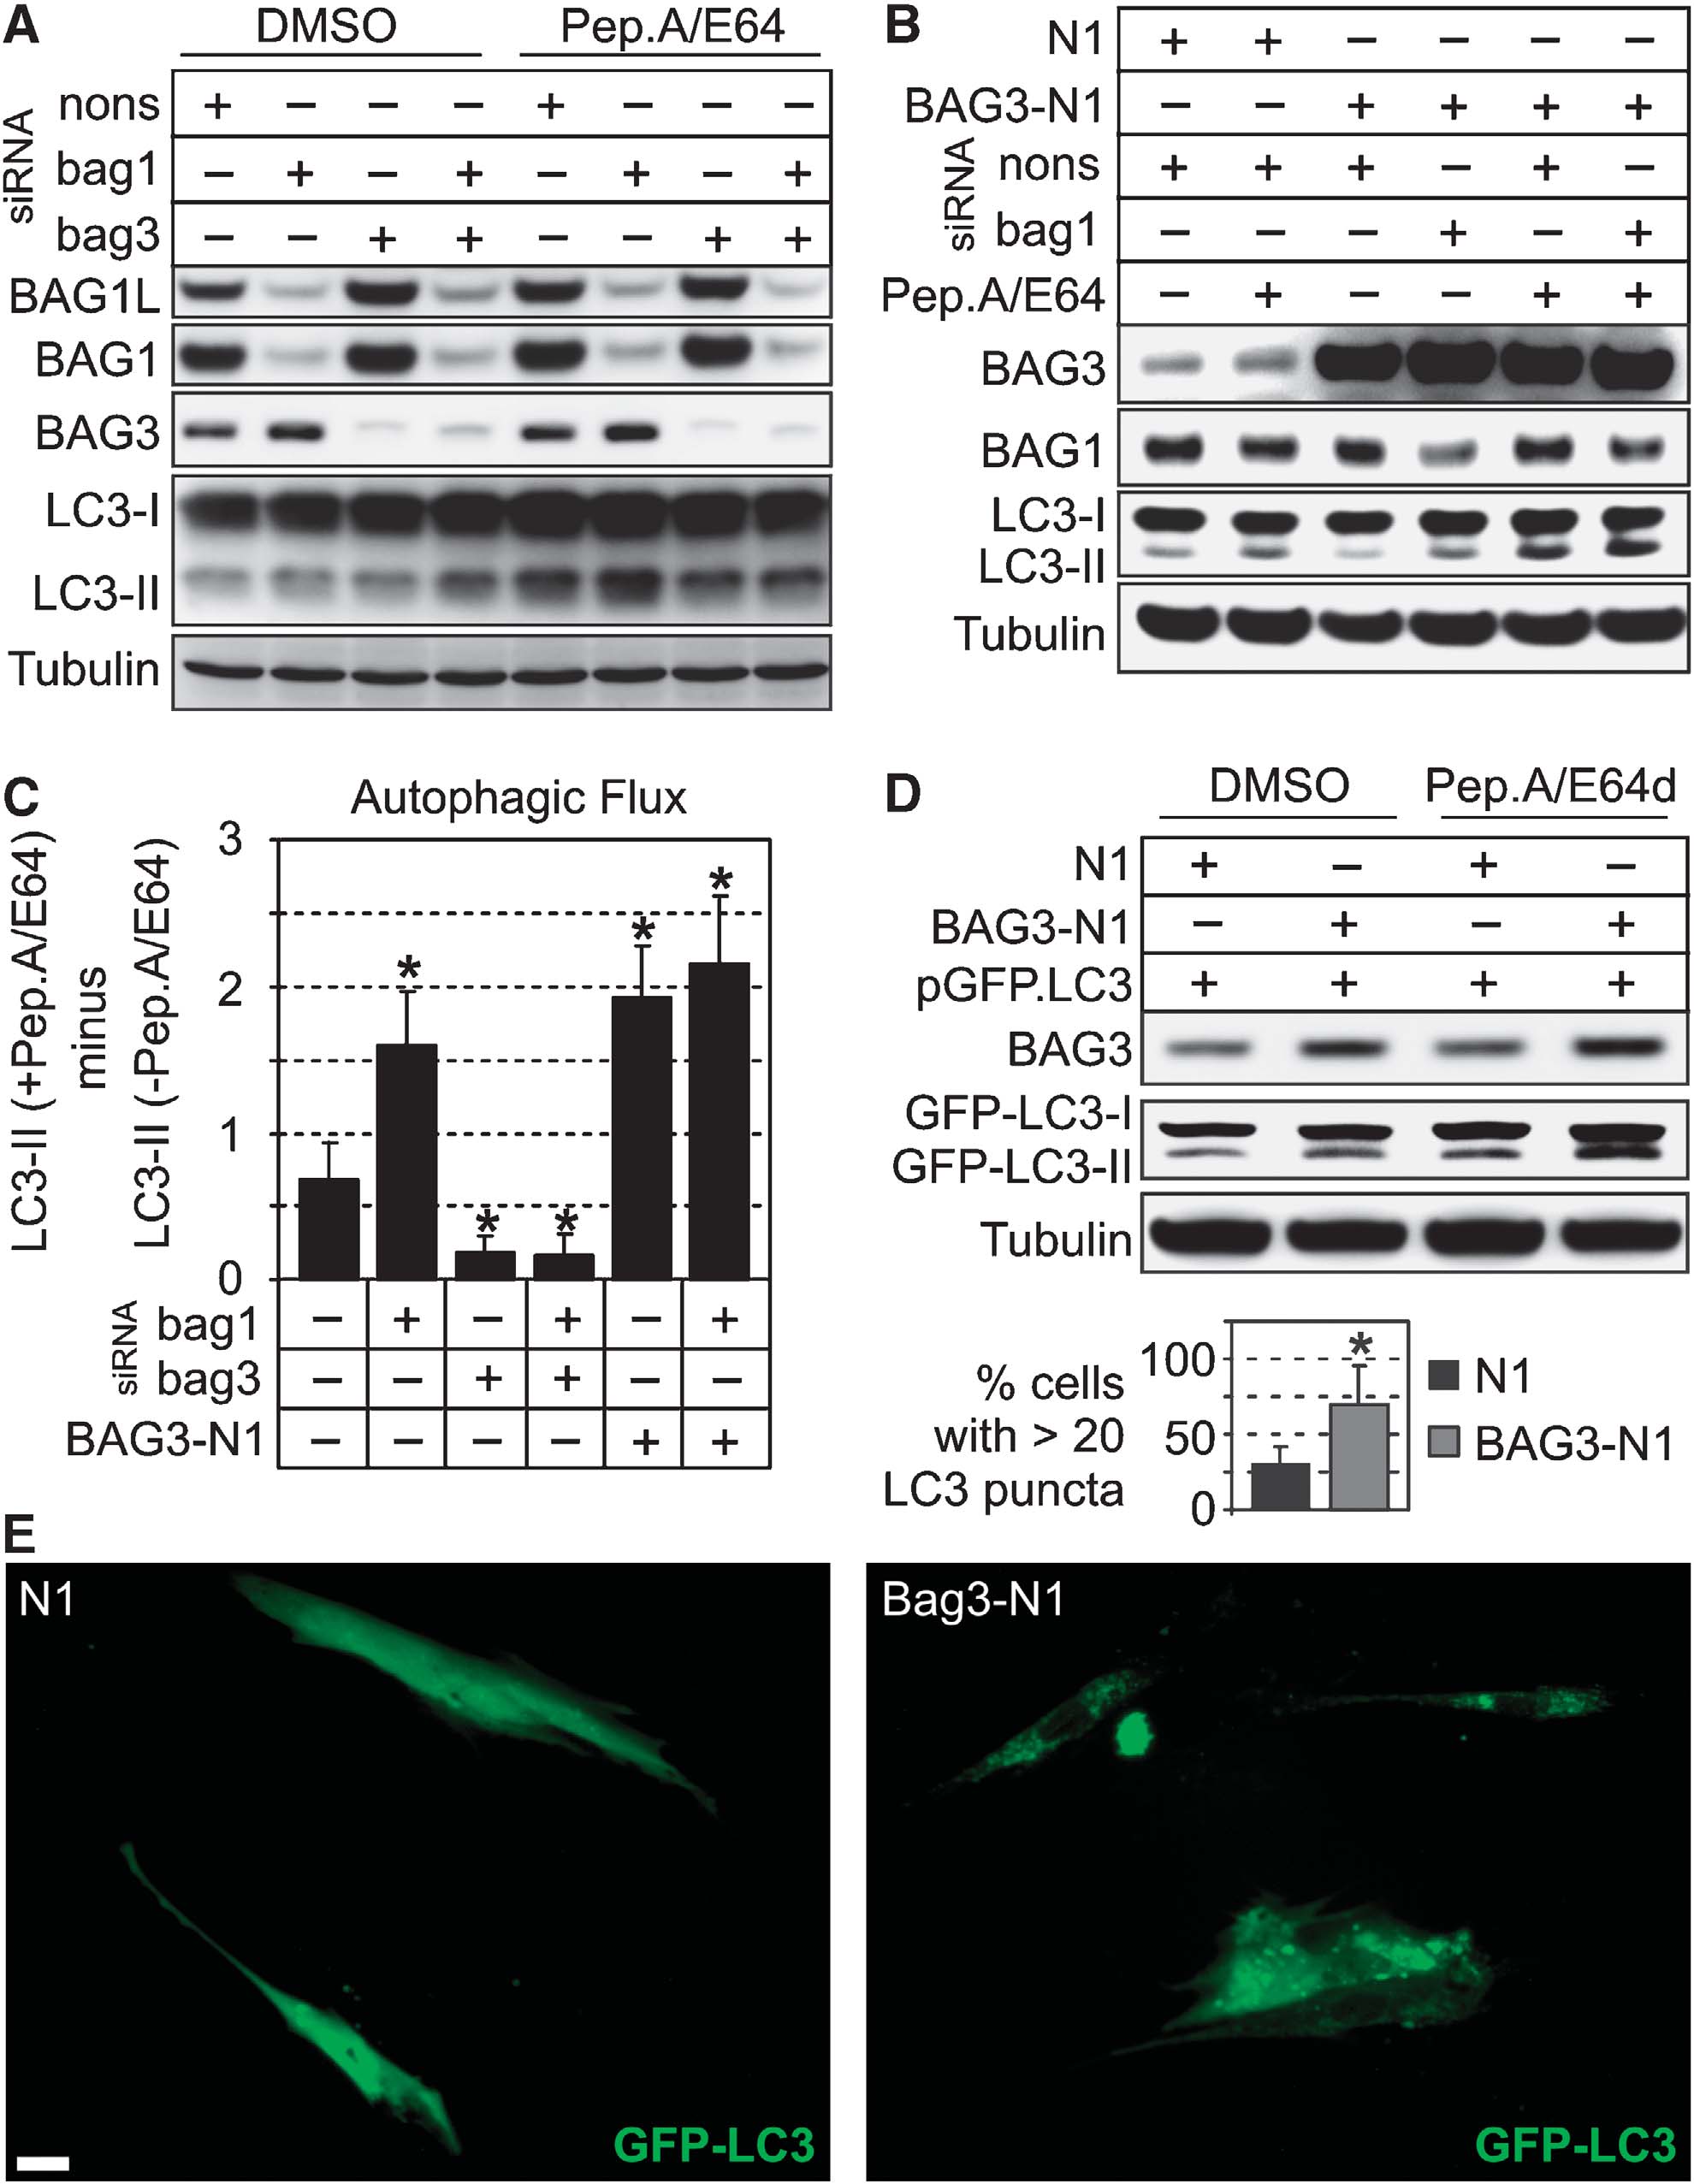 A
DMSO Pep.A/E64
siRNA
nons + − − − + − − −
bag1 − + − + − + − +
bag3 − − + + − − + +
BAG1L
BAG1
BAG3
LC3-I
LC3-II
Tubulin
B
N1 + + − − − −
BAG3-N1 − − + + + +
siRNA
nons + + + − + −
bag1 − − − + − +
Pep.A/E64 − + − − + +
BAG3
BAG1
LC3-I
LC3-II
Tubulin
C
Autophagic Flux
LC3-II (+Pep.A/E64)
minus
LC3-II (-Pep.A/E64)
3
2
1
0
* * * * *
siRNA
bag1 − + − + − +
bag3 − − + + − −
BAG3-N1 − − − − + +
D
DMSO Pep.A/E64d
N1 + − + −
BAG3-N1 − + − +
pGFP.LC3 + + + +
BAG3
GFP-LC3-I
GFP-LC3-II
Tubulin
% cells
with > 20
LC3 puncta
100
50
0
*
N1
BAG3-N1
E
N1
GFP-LC3
Bag3-N1
GFP-LC3